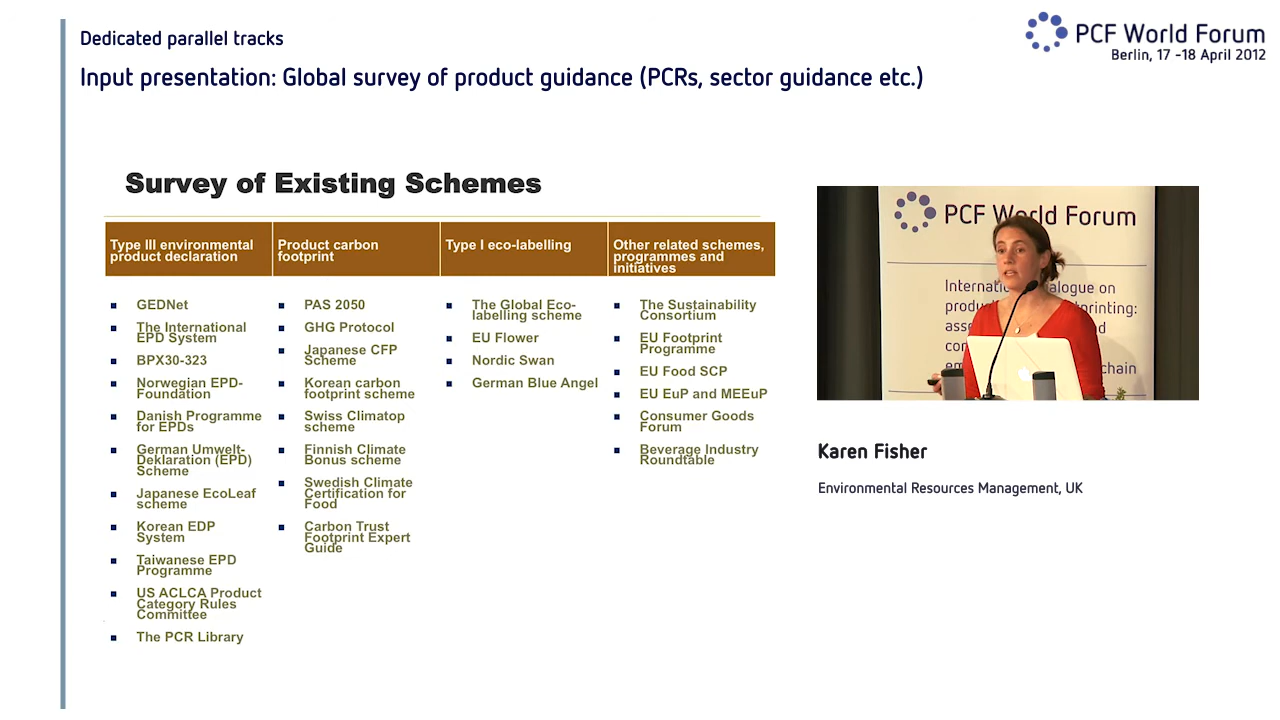 Dedicated parallel tracks
Input presentation: Global survey of product guidance (PCRs, sector guidance etc.)
PCF World Forum
Berlin, 17 -18 April 2012
Survey of Existing Schemes
Type III environmental
product declaration
Product carbon
footprint
Type I eco-labelling
Other related schemes,
programmes and
initiatives
GEDNet
The International
EPD System
BPX30-323
Norwegian EPD-
Foundation
Danish Programme
for EPDs
German Umwelt-
Deklaration (EPD)
Scheme
Japanese EcoLeaf
scheme
Korean EDP
System
Taiwanese EPD
Programme
US ACLCA Product
Category Rules
Committee
The PCR Library
PAS 2050
GHG Protocol
Japanese CFP
Scheme
Korean carbon
footprint scheme
Swiss Climatop
scheme
Finnish Climate
Bonus scheme
Swedish Climate
Certification for
Food
Carbon Trust
Footprint Expert
Guide
The Global Eco-
labelling scheme
EU Flower
Nordic Swan
German Blue Angel
The Sustainability
Consortium
EU Footprint
Programme
EU Food SCP
EU EuP and MEEuP
Consumer Goods
Forum
Beverage Industry
Roundtable
PCF World Forum
Karen Fisher
Environmental Resources Management, UK